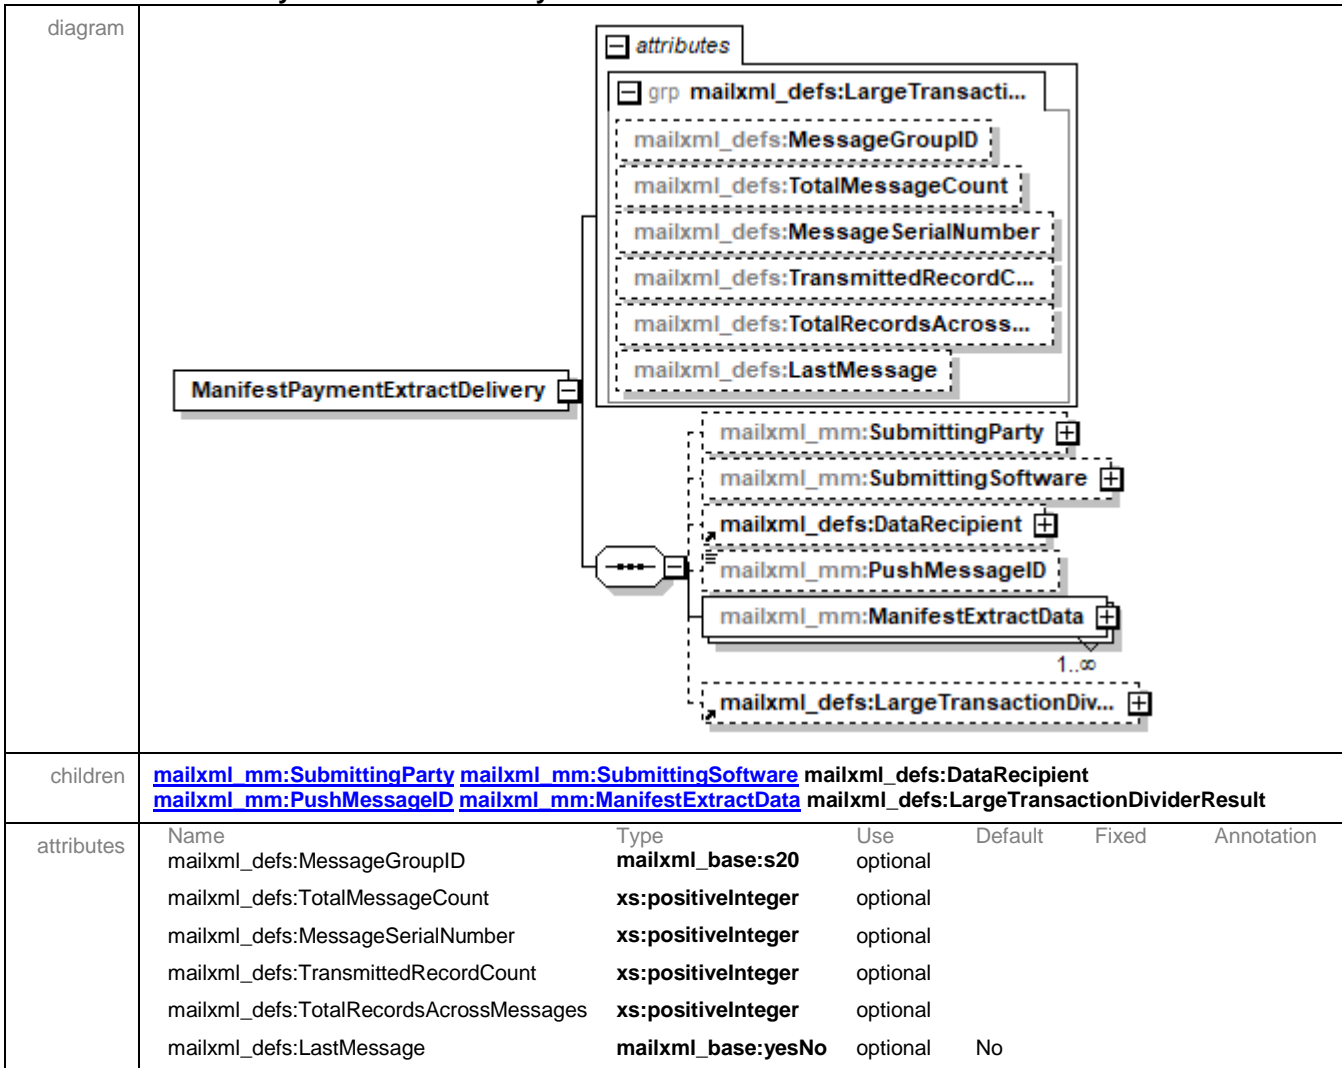 diagram
attributes
grp mailxml_defs:LargeTransacti...
mailxml_defs:MessageGroupID
mailxml_defs:TotalMessageCount
mailxml_defs:MessageSerialNumber
mailxml_defs:TransmittedRecordC...
mailxml_defs:TotalRecordsAcross...
mailxml_defs:LastMessage
ManifestPaymentExtractDelivery
mailxml_mm:SubmittingParty
mailxml_mm:SubmittingSoftware
mailxml_defs:DataRecipient
mailxml_mm:PushMessageID
mailxml_mm:ManifestExtractData
1..∞
mailxml_defs:LargeTransactionDiv...
children mailxml_mm:SubmittingParty mailxml_mm:SubmittingSoftware mailxml_defs:DataRecipient
mailxml_mm:PushMessageID mailxml_mm:ManifestExtractData mailxml_defs:LargeTransactionDividerResult
attributes Name Type Use Default Fixed Annotation
mailxml_defs:MessageGroupID mailxml_base:s20 optional
mailxml_defs:TotalMessageCount xs:positiveInteger optional
mailxml_defs:MessageSerialNumber xs:positiveInteger optional
mailxml_defs:TransmittedRecordCount xs:positiveInteger optional
mailxml_defs:TotalRecordsAcrossMessages xs:positiveInteger optional
mailxml_defs:LastMessage mailxml_base:yesNo optional No